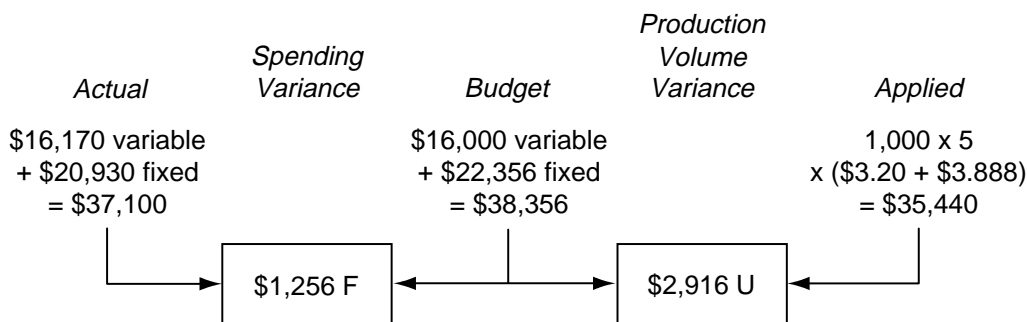 Actual
Spending
Variance
Budget
Production
Volume
Variance
Applied
$16,170 variable
+ $20,930 fixed
= $37,100
$16,000 variable
+ $22,356 fixed
= $38,356
1,000 x 5
x ($3.20 + $3.888)
= $35,440
$1,256 F
$2,916 U